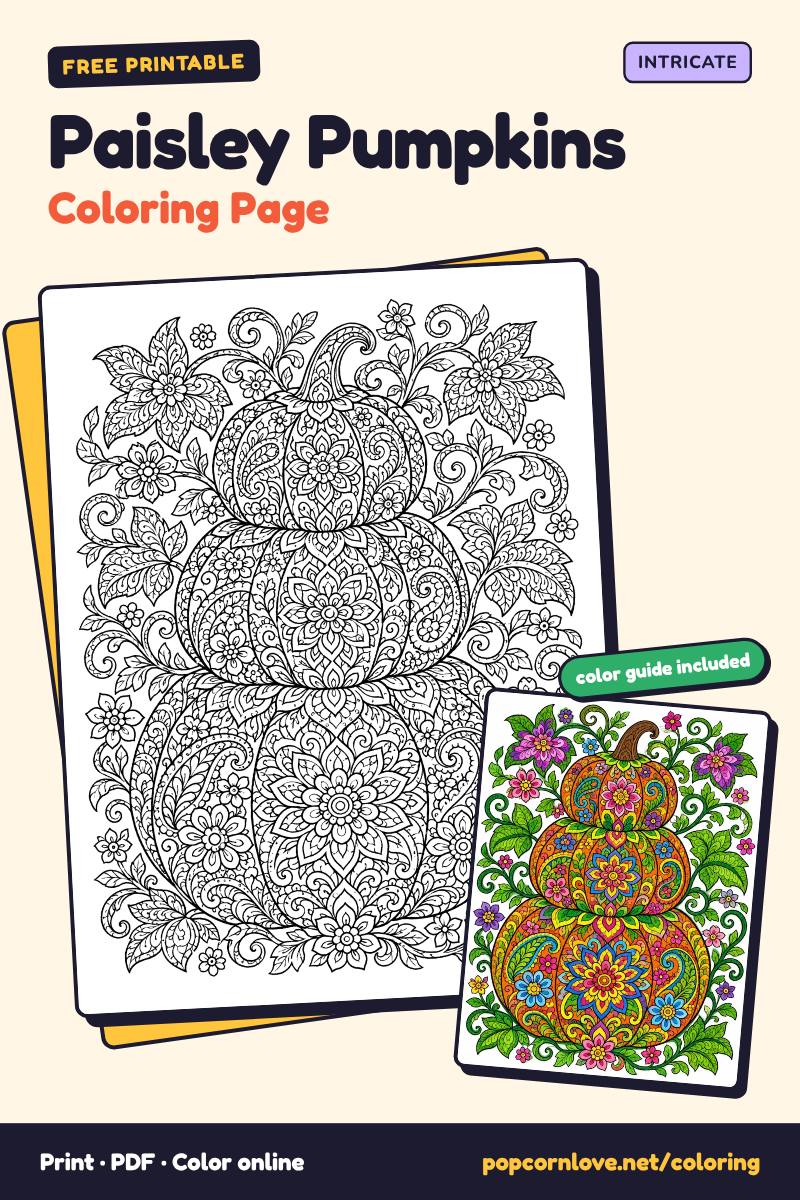 FREE PRINTABLE
INTRICATE
Paisley Pumpkins
Coloring Page
color guide included
Print · PDF · Color online
popcornlove.net/coloring